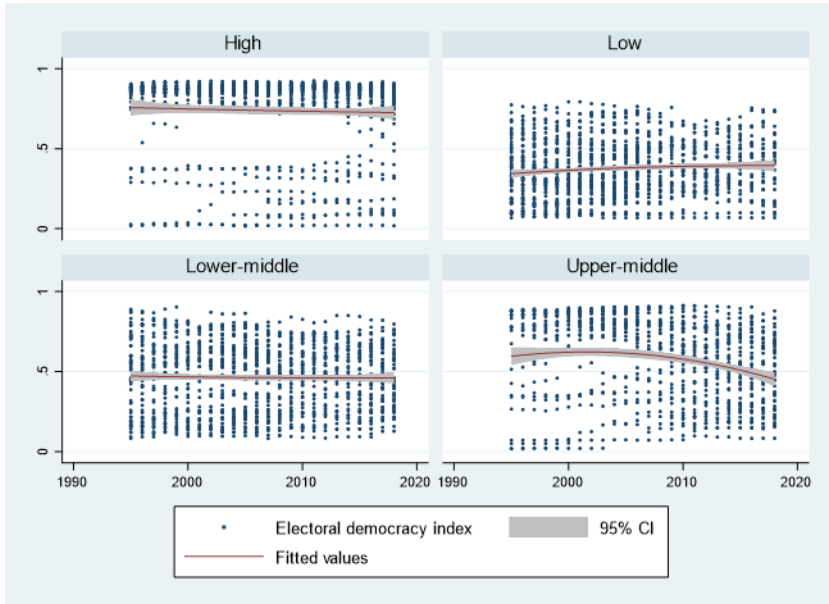 High
Low
1
.5
0
Lower-middle
Upper-middle
1
.5
0
1990
2000
2010
2020
1990
2000
2010
2020
Electoral democracy index
95% CI
Fitted values